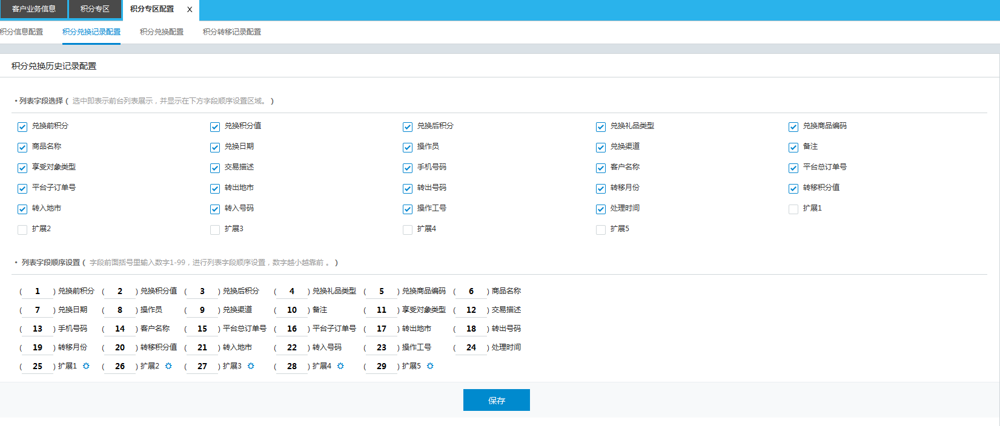 客户业务信息 积分专区 积分专区配置 X
积分信息配置 积分兑换记录配置 积分兑换配置 积分转移记录配置
积分兑换历史记录配置
• 列表字段选择 ( 选中即表示前台列表展示，并显示在下方字段顺序设置区域。 )
兑换前积分 兑换积分值 兑换后积分 兑换礼品类型 兑换商品编码
商品名称 兑换日期 操作员 兑换渠道 备注
享受对象类型 交易描述 手机号码 客户名称 平台总订单号
平台子订单号 转出地市 转出号码 转移月份 转移积分值
转入地市 转入号码 操作工号 处理时间 扩展1
扩展2 扩展3 扩展4 扩展5
• 列表字段顺序设置 ( 字段前面括号里输入数字1-99，进行列表字段顺序设置，数字越小越靠前 。 )
( 1 ) 兑换前积分 ( 2 ) 兑换积分值 ( 3 ) 兑换后积分 ( 4 ) 兑换礼品类型 ( 5 ) 兑换商品编码 ( 6 ) 商品名称
( 7 ) 兑换日期 ( 8 ) 操作员 ( 9 ) 兑换渠道 ( 10 ) 备注 ( 11 ) 享受对象类型 ( 12 ) 交易描述
( 13 ) 手机号码 ( 14 ) 客户名称 ( 15 ) 平台总订单号 ( 16 ) 平台子订单号 ( 17 ) 转出地市 ( 18 ) 转出号码
( 19 ) 转移月份 ( 20 ) 转移积分值 ( 21 ) 转入地市 ( 22 ) 转入号码 ( 23 ) 操作工号 ( 24 ) 处理时间
( 25 ) 扩展1 ( 26 ) 扩展2 ( 27 ) 扩展3 ( 28 ) 扩展4 ( 29 ) 扩展5
保存